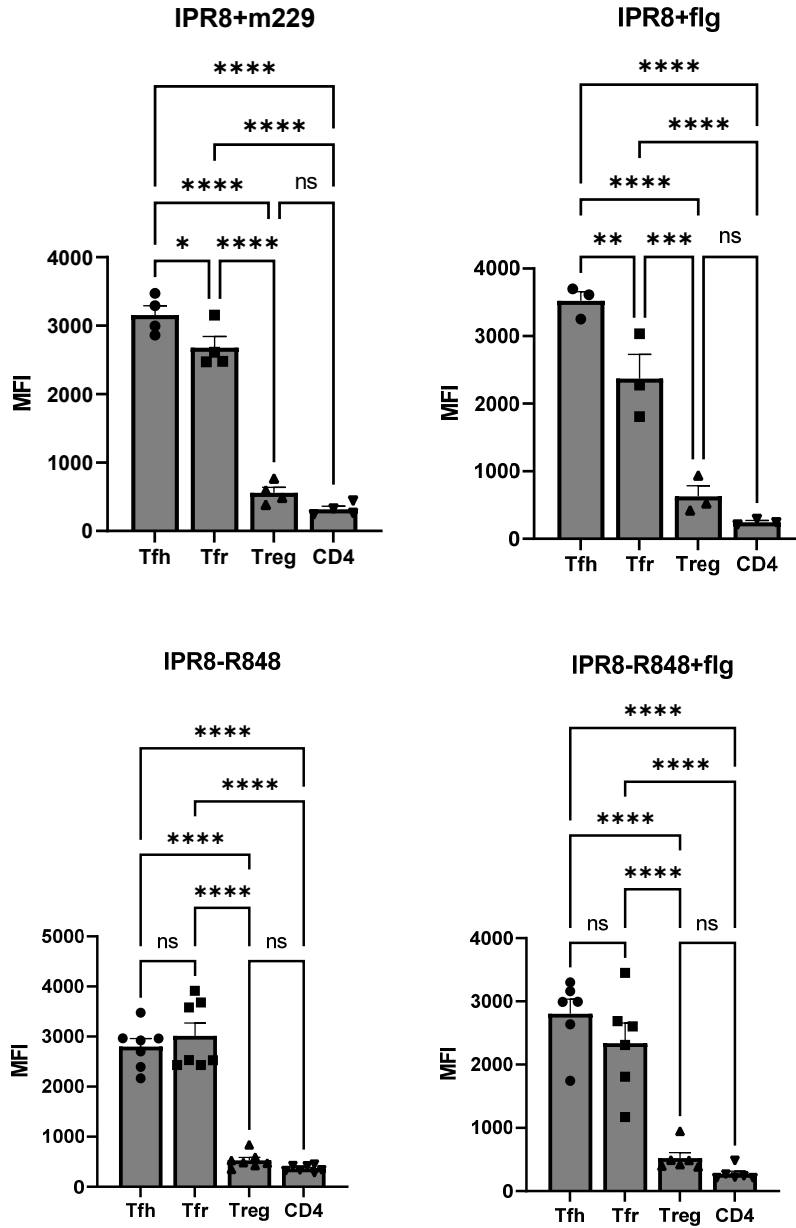 IPR8+m229
****
****
**** ns
* ****
4000
3000
2000
1000
0
MFI
Tfh Tfr Treg CD4
IPR8+flg
****
****
****
** *** ns
4000
3000
2000
1000
0
MFI
Tfh Tfr Treg CD4
IPR8-R848
****
****
****
****
ns ns
5000
4000
3000
2000
1000
0
MFI
Tfh Tfr Treg CD4
IPR8-R848+flg
****
****
****
****
ns ns
4000
3000
2000
1000
0
MFI
Tfh Tfr Treg CD4